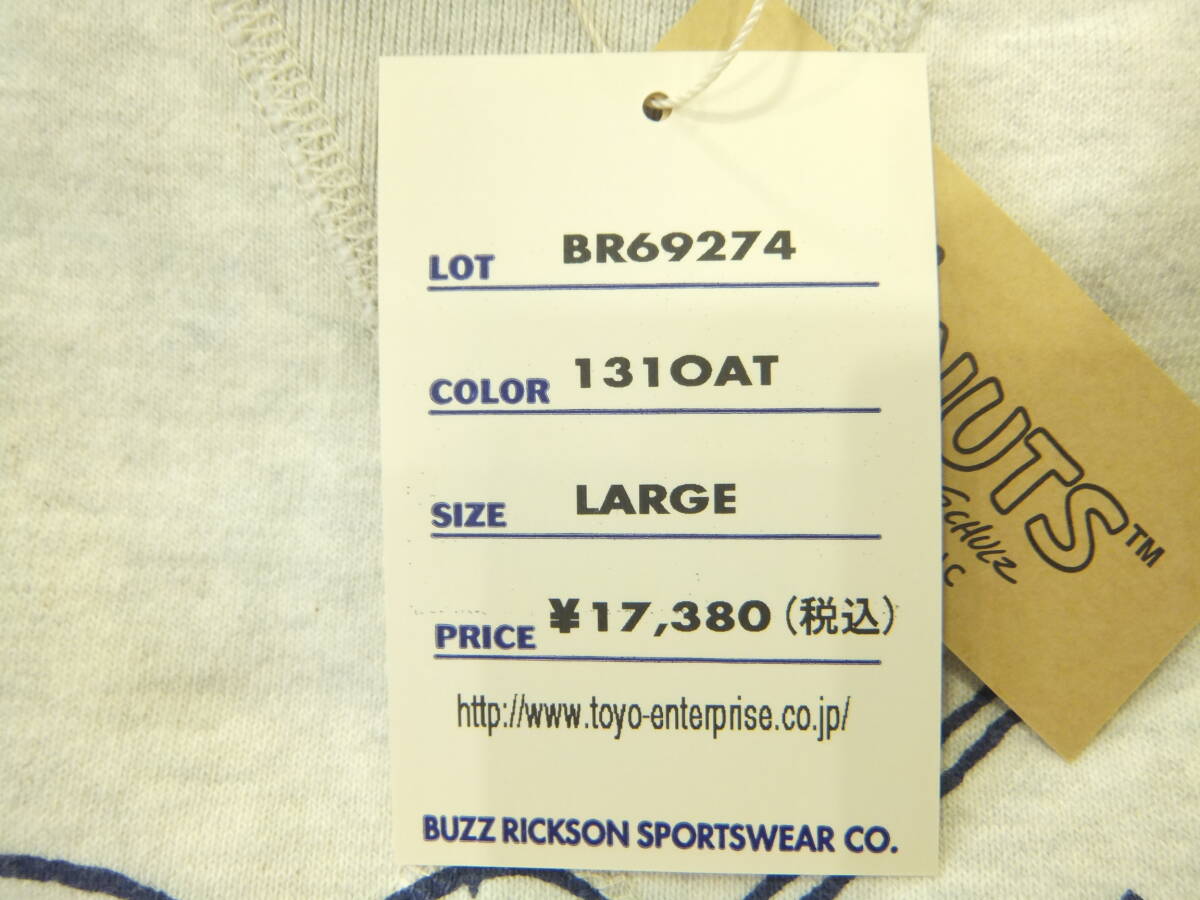 LOT BR69274
COLOR 131OAT
SIZE LARGE
PRICE ¥17,380(税込)
http://www.toyo-enterprise.co.jp/
BUZZ RICKSON SPORTSWEAR CO.
NUTS™
SCHULZ